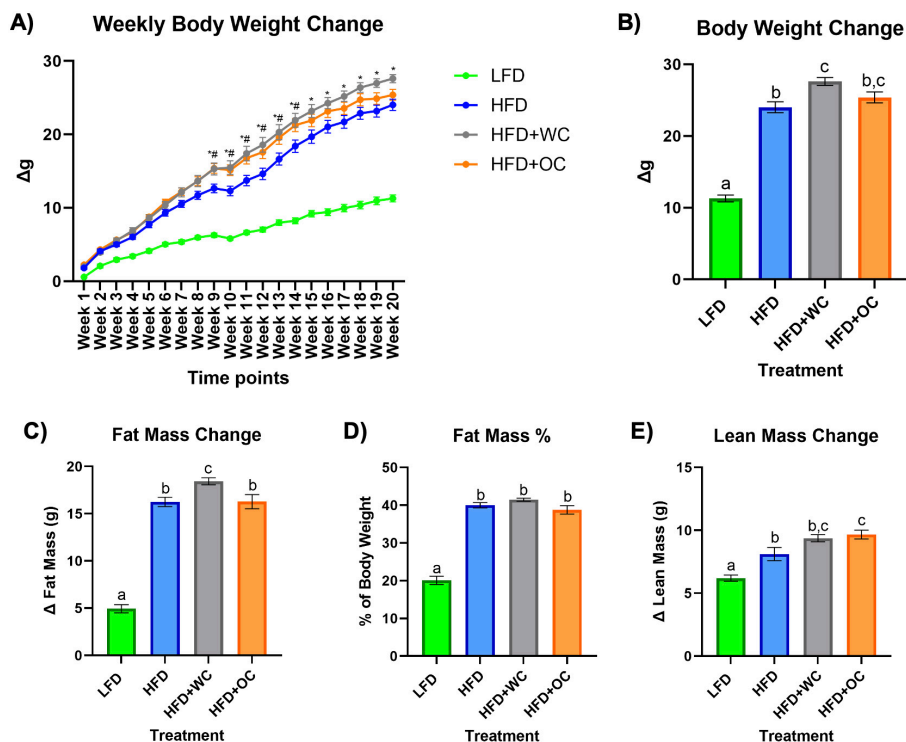 A) Weekly Body Weight Change
30
20
10
0
Δg
*# *# *# *# *# *# * * * * * *
Week 1
Week 2
Week 3
Week 4
Week 5
Week 6
Week 7
Week 8
Week 9
Week 10
Week 11
Week 12
Week 13
Week 14
Week 15
Week 16
Week 17
Week 18
Week 19
Week 20
Time points
LFD
HFD
HFD+WC
HFD+OC
B) Body Weight Change
30
20
10
0
Δg
a b c b,c
LFD HFD HFD+WC HFD+OC
Treatment
C) Fat Mass Change
20
15
10
5
0
Δ Fat Mass (g)
a b c b
LFD HFD HFD+WC HFD+OC
Treatment
D) Fat Mass %
50
40
30
20
10
0
% of Body Weight
a b b b
LFD HFD HFD+WC HFD+OC
Treatment
E) Lean Mass Change
15
10
5
0
Δ Lean Mass (g)
a b b,c c
LFD HFD HFD+WC HFD+OC
Treatment